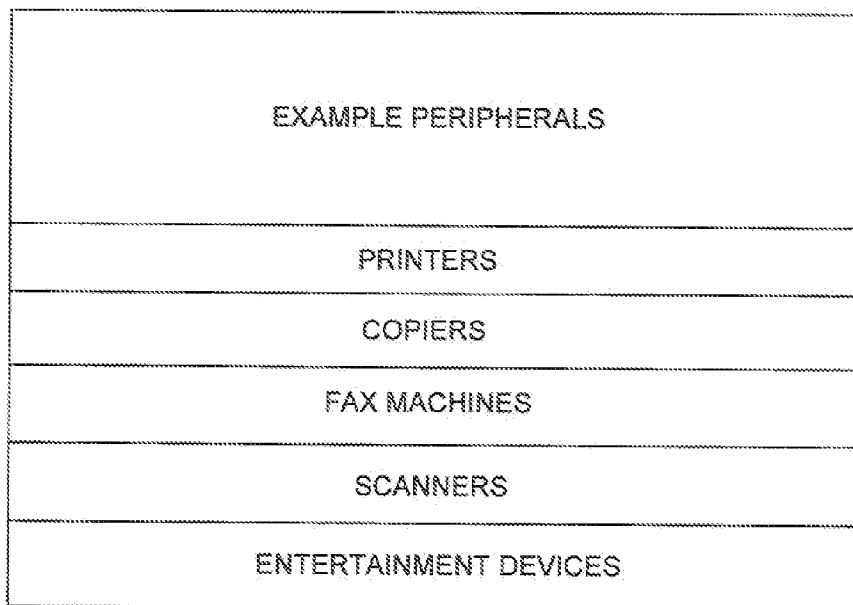 EXAMPLE PERIPHERALS
PRINTERS
COPIERS
FAX MACHINES
SCANNERS
ENTERTAINMENT DEVICES